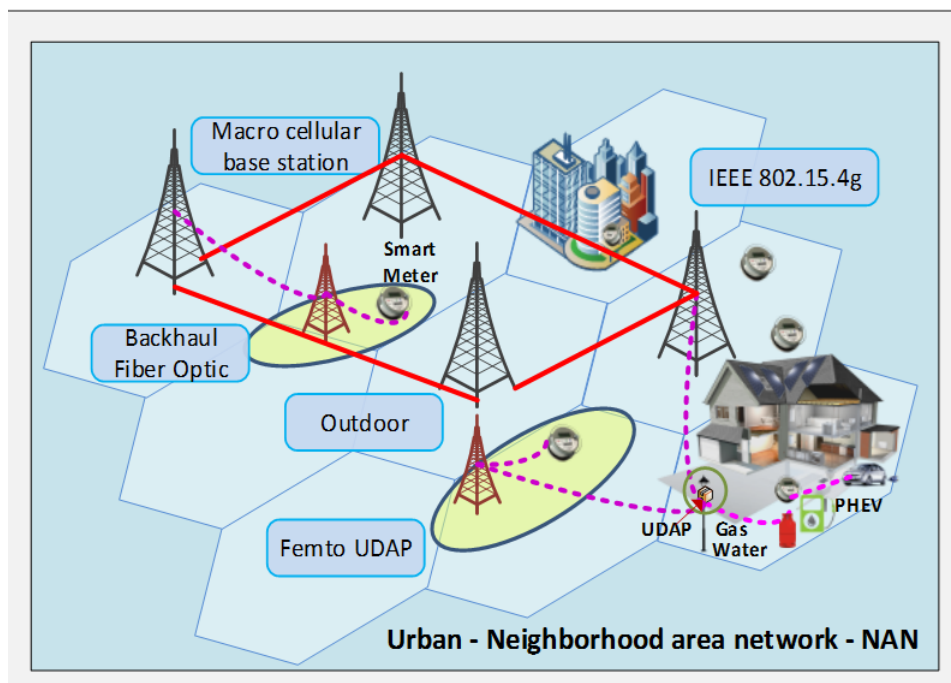 Macro cellular
base station
IEEE 802.15.4g
Smart
Meter
Backhaul
Fiber Optic
Outdoor
Femto UDAP
UDAP
Gas
Water
PHEV
Urban - Neighborhood area network - NAN